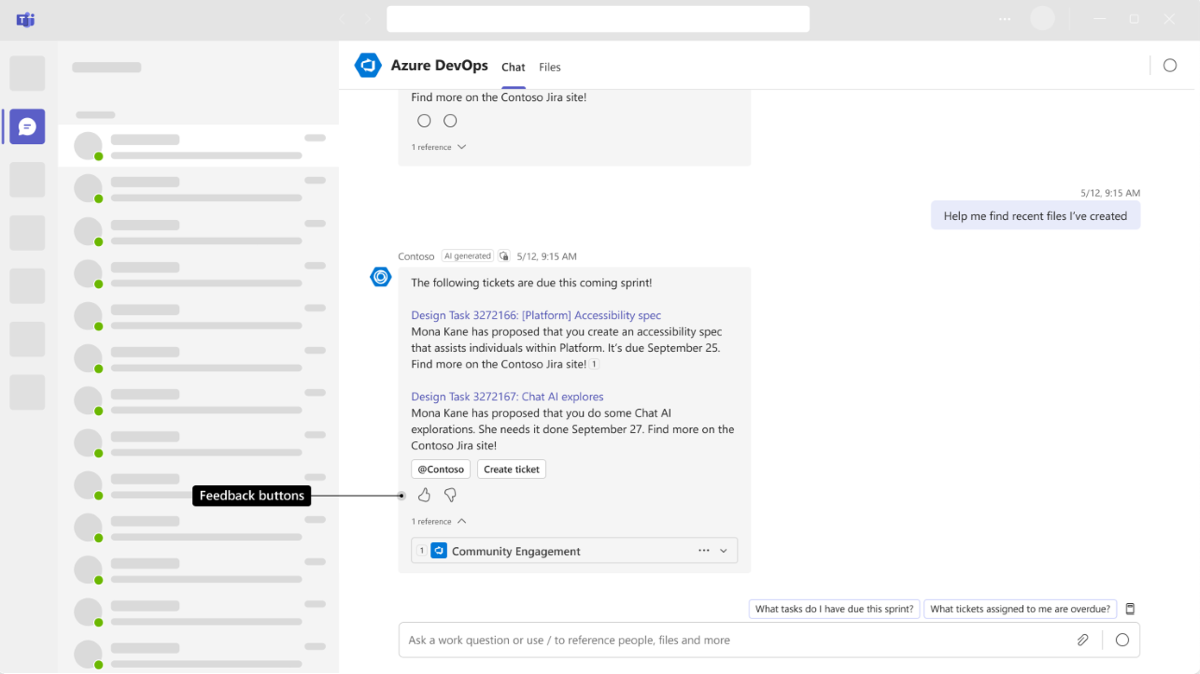 Azure DevOps Chat Files
Find more on the Contoso Jira site!
1 reference
5/12, 9:15 AM
Help me find recent files I've created
Contoso AI generated 5/12, 9:15 AM
The following tickets are due this coming sprint!
Design Task 3272166: [Platform] Accessibility spec
Mona Kane has proposed that you create an accessibility spec
that assists individuals within Platform. It's due September 25.
Find more on the Contoso Jira site! 1
Design Task 3272167: Chat AI explores
Mona Kane has proposed that you do some Chat AI
explorations. She needs it done September 27. Find more on the
Contoso Jira site!
@Contoso Create ticket
Feedback buttons
1 reference
1 Community Engagement
What tasks do I have due this sprint? What tickets assigned to me are overdue?
Ask a work question or use / to reference people, files and more